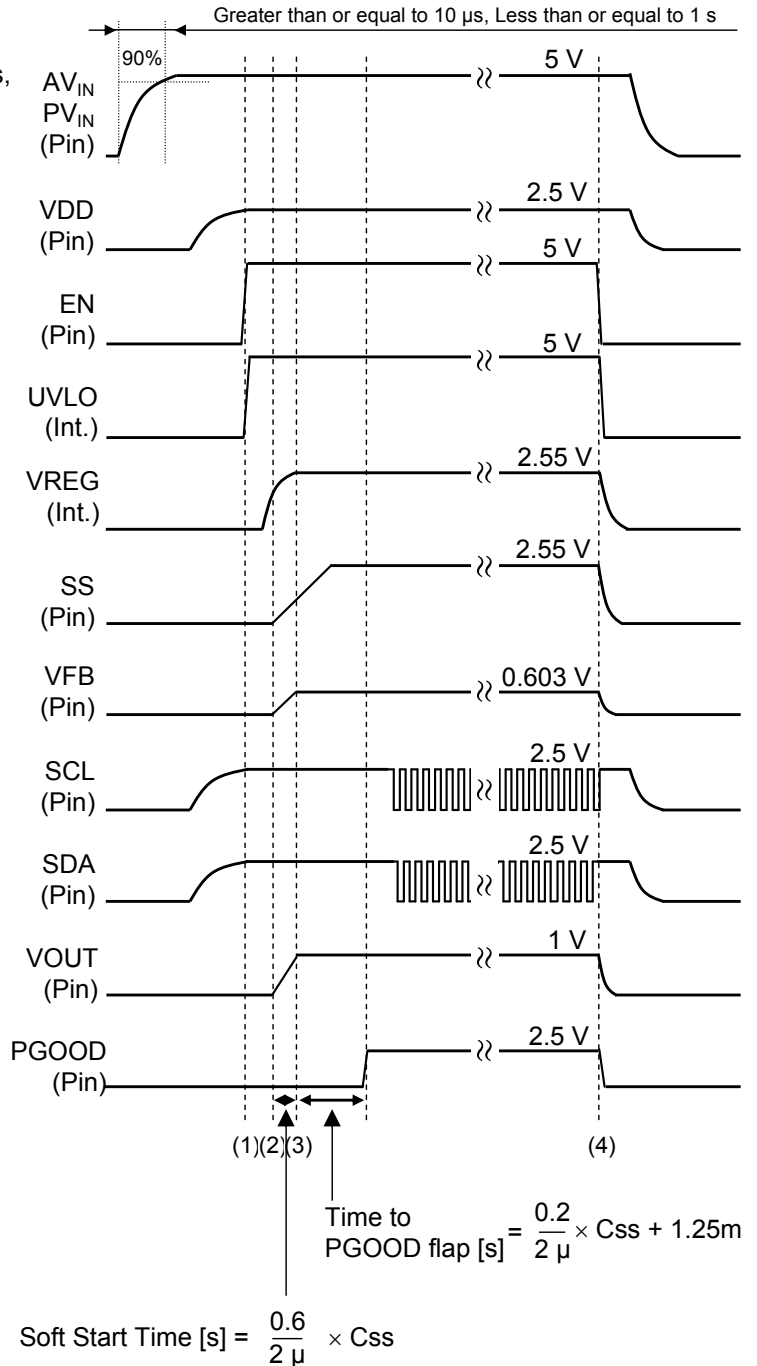 Greater than or equal to 10 µs, Less than or equal to 1 s
90%
s,
AVIN
PVIN
(Pin)
5 V
VDD
(Pin)
2.5 V
EN
(Pin)
5 V
UVLO
(Int.)
5 V
VREG
(Int.)
2.55 V
SS
(Pin)
2.55 V
VFB
(Pin)
0.603 V
SCL
(Pin)
2.5 V
SDA
(Pin)
2.5 V
VOUT
(Pin)
1 V
PGOOD
(Pin)
2.5 V
(1)(2)(3) (4)
Time to
PGOOD flap [s] = 0.2 / 2 µ × Css + 1.25m
Soft Start Time [s] = 0.6 / 2 µ × Css